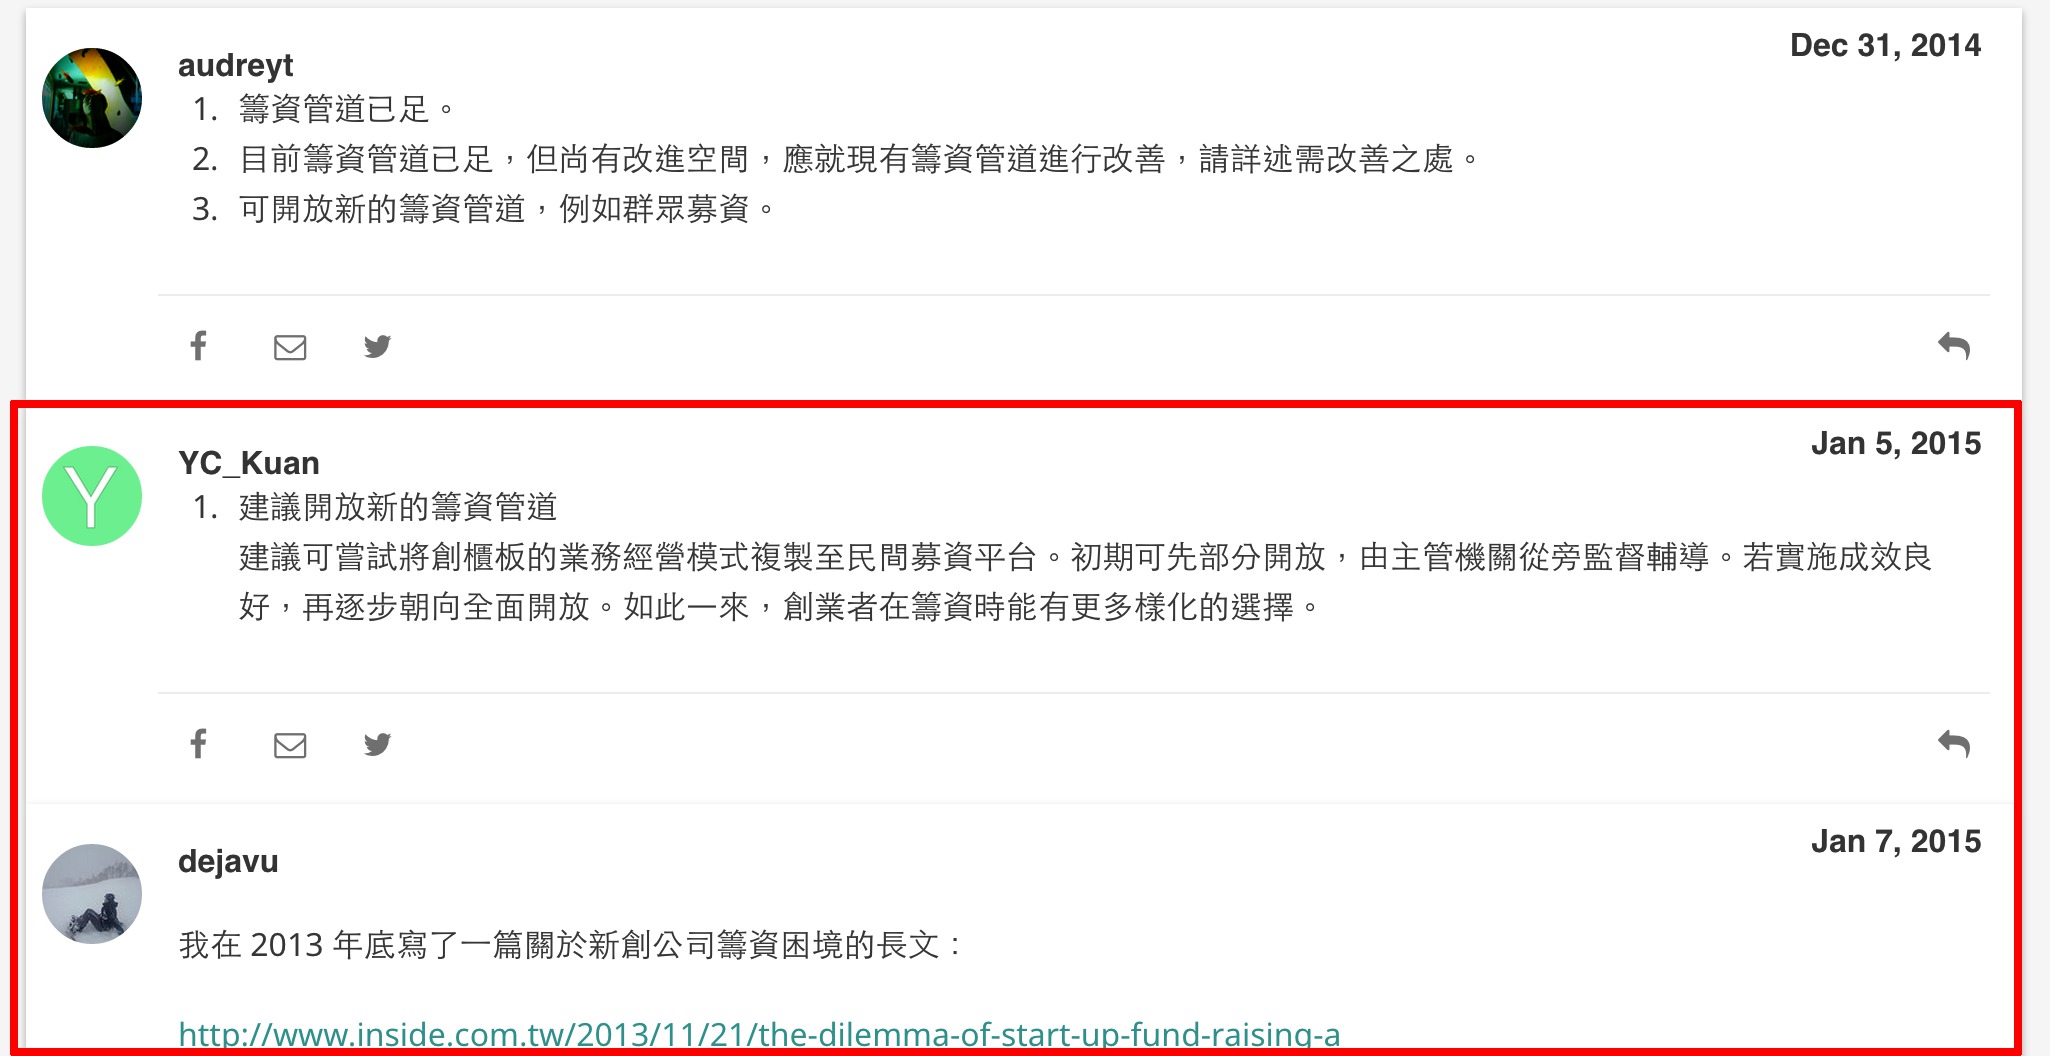 audreyt
Dec 31, 2014
1. 籌資管道已足。
2. 目前籌資管道已足，但尚有改進空間，應就現有籌資管道進行改善，請詳述需改善之處。
3. 可開放新的籌資管道，例如群眾募資。
Y
YC_Kuan
Jan 5, 2015
1. 建議開放新的籌資管道
建議可嘗試將創櫃板的業務經營模式複製至民間募資平台。初期可先部分開放，由主管機關從旁監督輔導。若實施成效良
好，再逐步朝向全面開放。如此一來，創業者在籌資時能有更多樣化的選擇。
dejavu
Jan 7, 2015
我在 2013 年底寫了一篇關於新創公司籌資困境的長文：
http://www.inside.com.tw/2013/11/21/the-dilemma-of-start-up-fund-raising-a